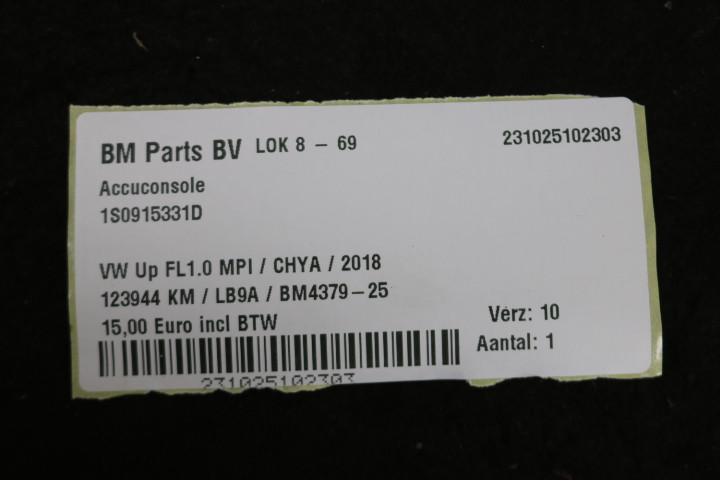 BM Parts BV LOK 8 - 69 231025102303
Accuconsole
1S0915331D
VW Up FL1.0 MPI / CHYA / 2018
123944 KM / LB9A / BM4379-25
15,00 Euro incl BTW
Verz: 10
Aantal: 1
231025102303